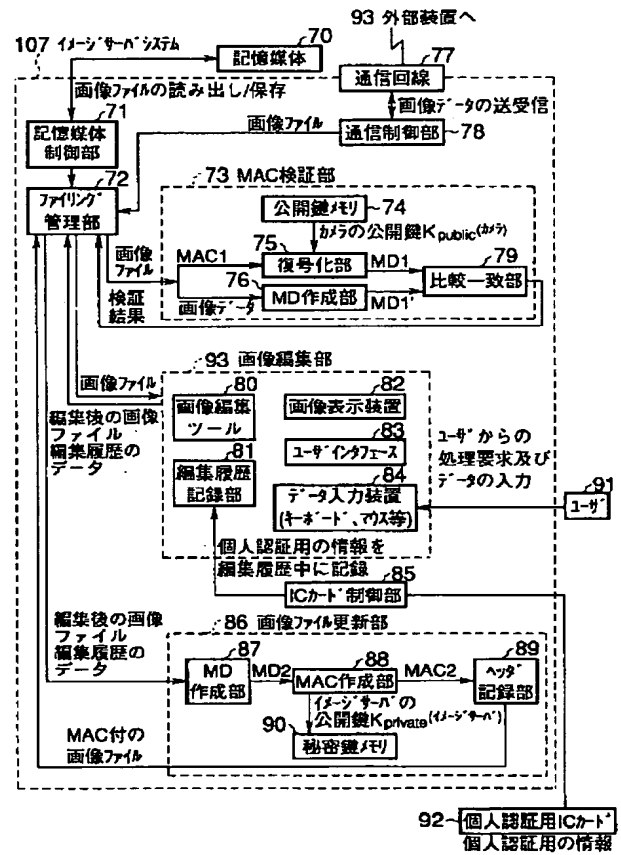 93 外部装置へ
107 イメージサーバシステム
70
記憶媒体
77
通信回線
画像ファイルの読み出し/保存
画像データの送受信
71
記憶媒体
制御部
画像ファイル
通信制御部
78
72
ファイリング
管理部
73 MAC検証部
公開鍵メモリ
74
カメラの公開鍵Kpublic(カメラ)
画像
ファイル
MAC1
75
復号化部
MD1
79
比較一致部
76
MD作成部
MD1'
画像データ
検証
結果
93 画像編集部
画像ファイル
80
画像編集
ツール
82
画像表示装置
編集後の画像
ファイル
編集履歴の
データ
81
編集履歴
記録部
83
ユーザインタフェース
84
データ入力装置
(キーボード、マウス等)
ユーザからの
処理要求及び
データの入力
91
ユーザ
個人認証用の情報を
編集履歴中に記録
85
ICカード制御部
86 画像ファイル更新部
編集後の画像
ファイル
編集履歴の
データ
87
MD
作成部
MD2
88
MAC作成部
MAC2
89
ヘッダ
記録部
イメージサーバの
公開鍵Kprivate(イメージサーバ)
90
秘密鍵メモリ
MAC付の
画像ファイル
92
個人認証用ICカード
個人認証用の情報